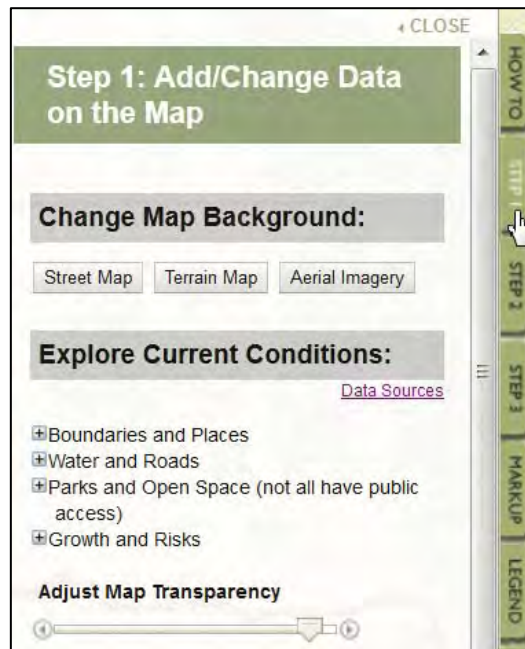 CLOSE
Step 1: Add/Change Data
on the Map
Change Map Background:
Street Map Terrain Map Aerial Imagery
Explore Current Conditions:
Data Sources
Boundaries and Places
Water and Roads
Parks and Open Space (not all have public
access)
Growth and Risks
Adjust Map Transparency
HOW TO
STEP 1
STEP 2
STEP 3
MARKUP
LEGEND